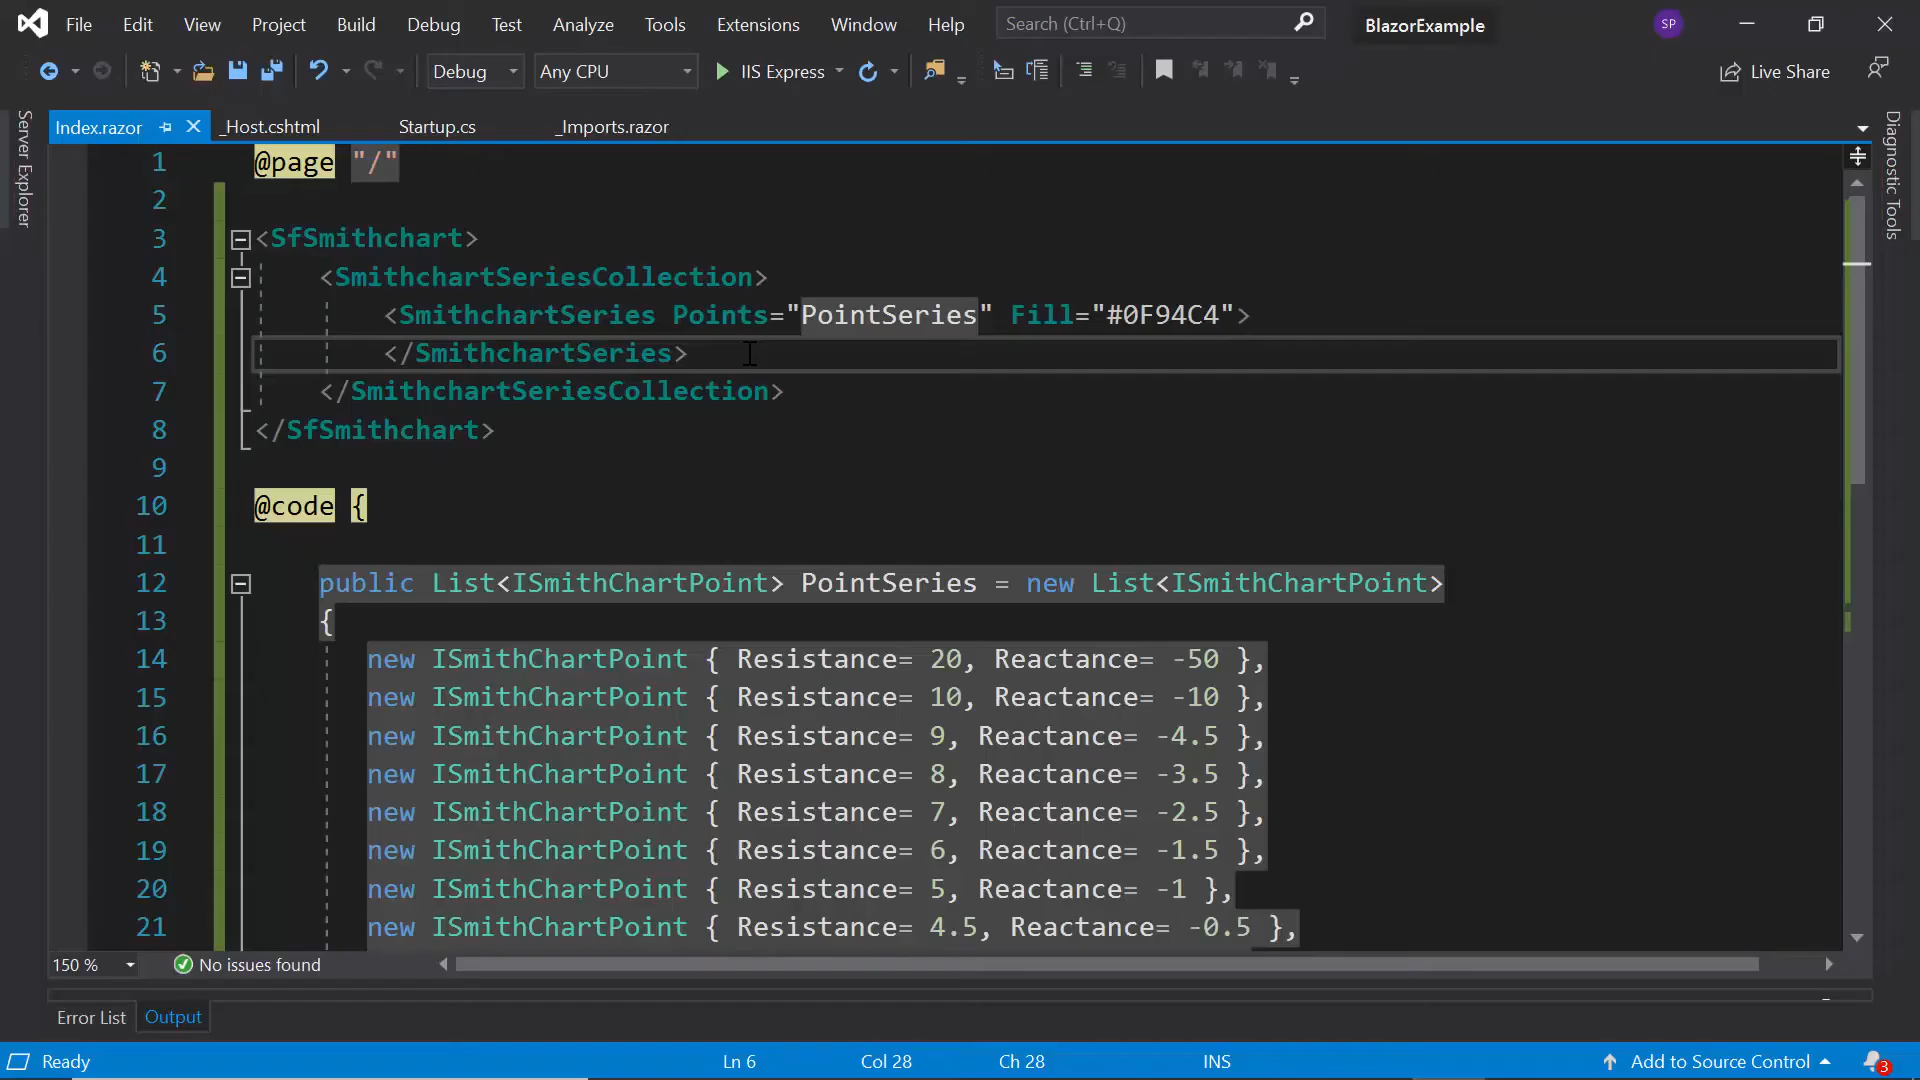 File Edit View Project Build Debug Test Analyze Tools Extensions Window Help Search (Ctrl+Q) BlazorExample SP
Debug Any CPU IIS Express Live Share
Index.razor _Host.cshtml Startup.cs _Imports.razor
Server Explorer
Diagnostic Tools
1 @page "/"
2
3 <SfSmithchart>
4 <SmithchartSeriesCollection>
5 <SmithchartSeries Points="PointSeries" Fill="#0F94C4">
6 </SmithchartSeries>
7 </SmithchartSeriesCollection>
8 </SfSmithchart>
9
10 @code {
11
12 public List<ISmithChartPoint> PointSeries = new List<ISmithChartPoint>
13 {
14 new ISmithChartPoint { Resistance= 20, Reactance= -50 },
15 new ISmithChartPoint { Resistance= 10, Reactance= -10 },
16 new ISmithChartPoint { Resistance= 9, Reactance= -4.5 },
17 new ISmithChartPoint { Resistance= 8, Reactance= -3.5 },
18 new ISmithChartPoint { Resistance= 7, Reactance= -2.5 },
19 new ISmithChartPoint { Resistance= 6, Reactance= -1.5 },
20 new ISmithChartPoint { Resistance= 5, Reactance= -1 },
21 new ISmithChartPoint { Resistance= 4.5, Reactance= -0.5 },
150 % No issues found
Error List Output
Ready Ln 6 Col 28 Ch 28 INS Add to Source Control 3